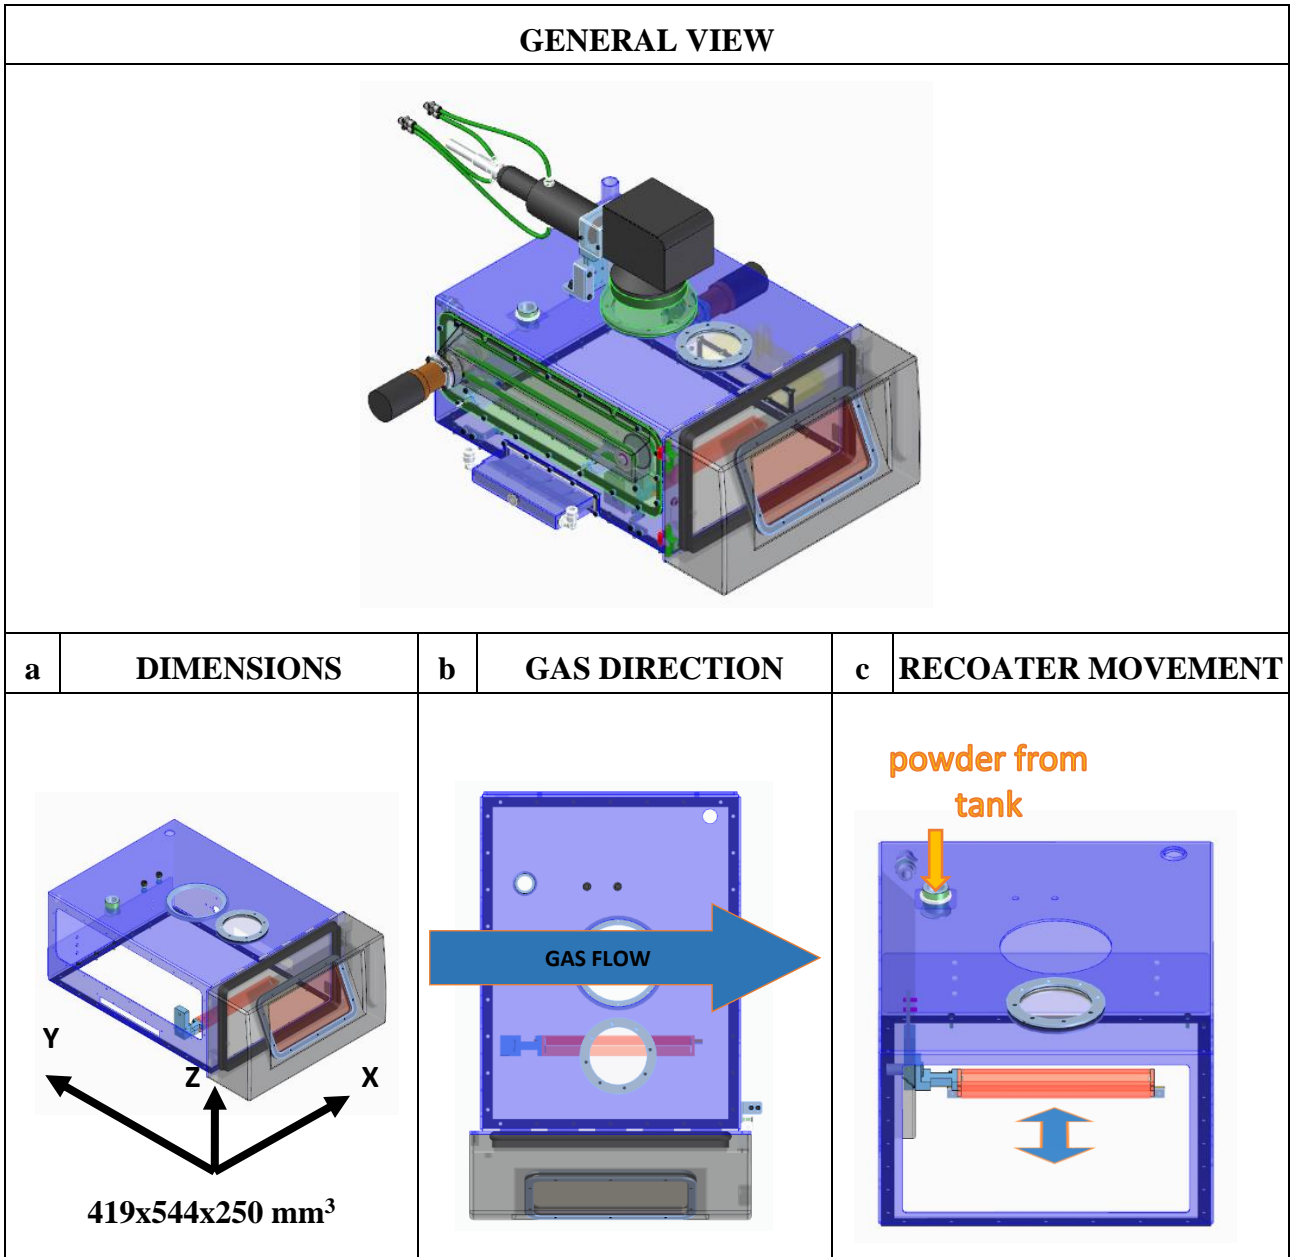 GENERAL VIEW
a DIMENSIONS b GAS DIRECTION c RECOATER MOVEMENT
Y
Z
X
419x544x250 mm³
GAS FLOW
powder from
tank